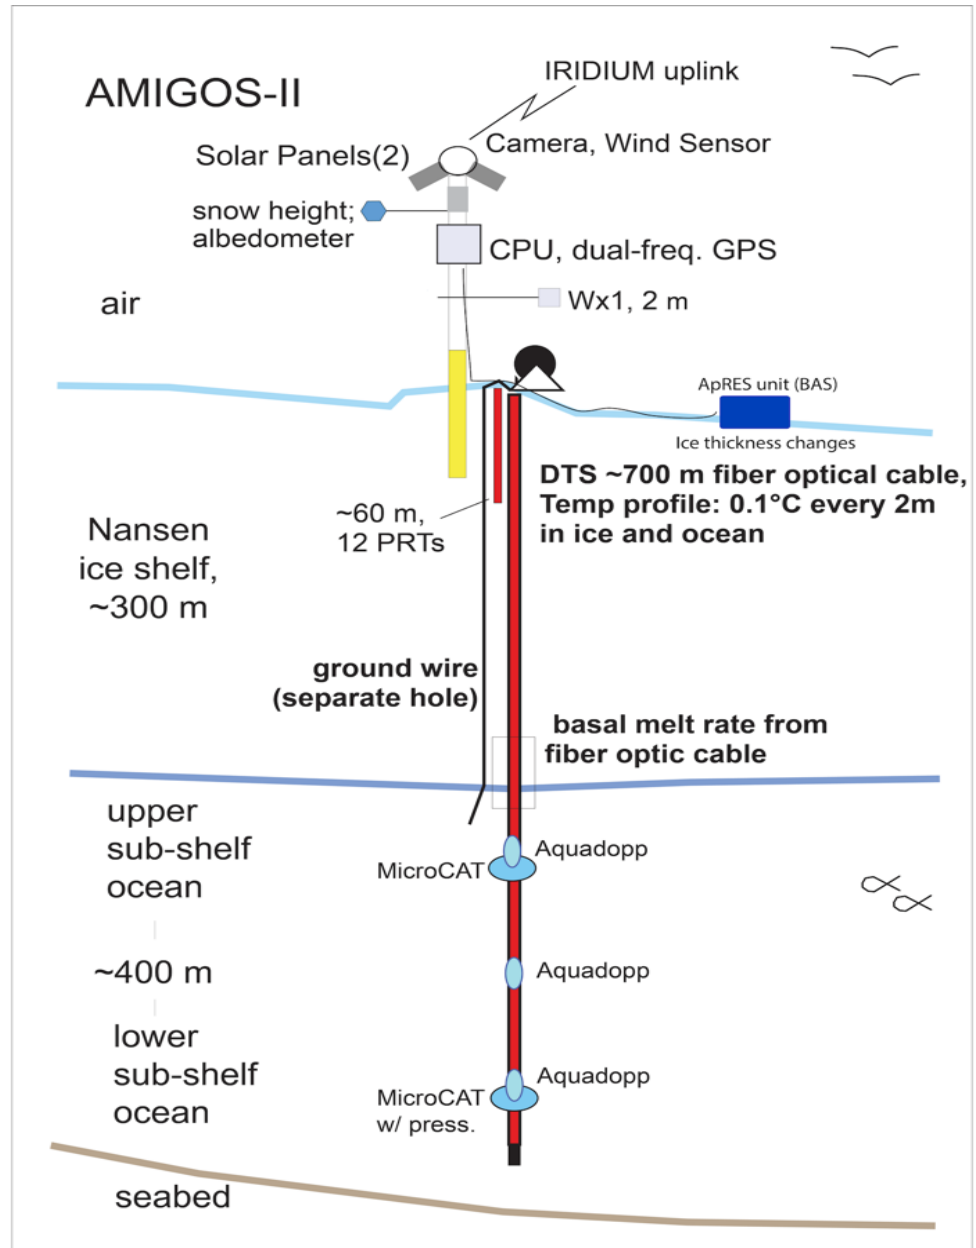 AMIGOS-II
IRIDIUM uplink
Camera, Wind Sensor
Solar Panels(2)
snow height;
albedometer
CPU, dual-freq. GPS
Wx1, 2 m
air
ApRES unit (BAS)
Ice thickness changes
DTS ~700 m fiber optical cable,
Temp profile: 0.1°C every 2m
in ice and ocean
~60 m,
12 PRTs
Nansen
ice shelf,
~300 m
ground wire
(separate hole)
basal melt rate from
fiber optic cable
upper
sub-shelf
ocean
Aquadopp
MicroCAT
~400 m
Aquadopp
lower
sub-shelf
ocean
Aquadopp
MicroCAT
w/ press.
seabed